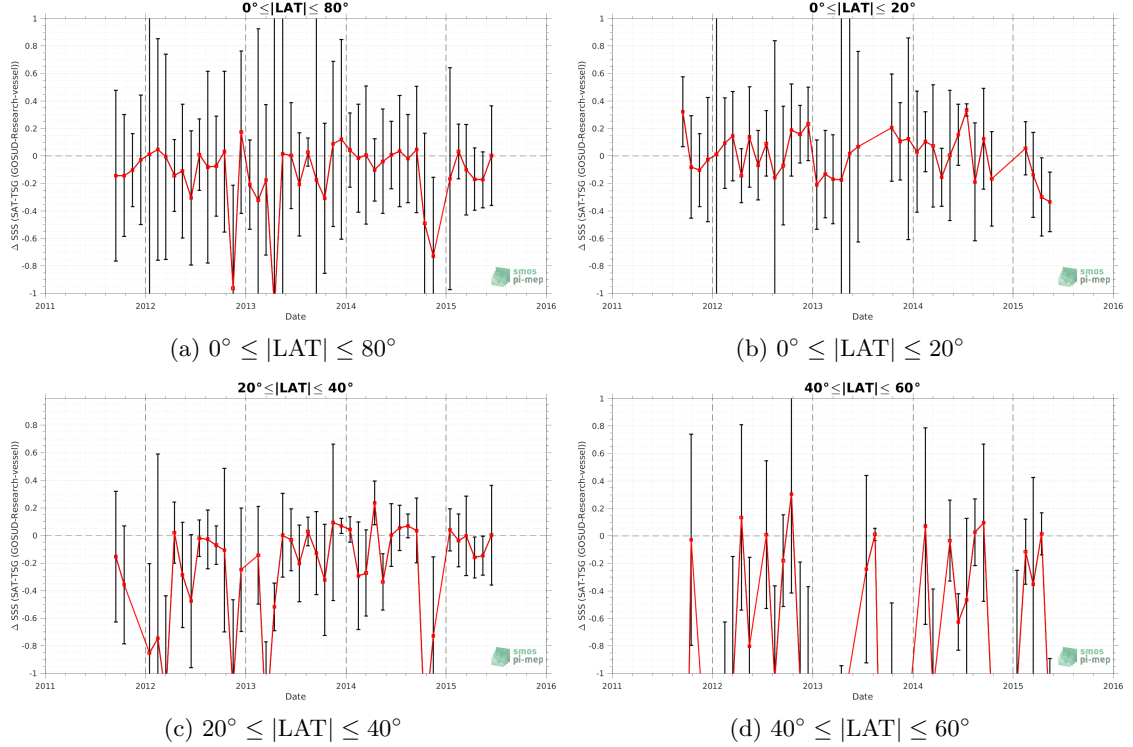 0°≤|LAT|≤ 80°
Δ SSS (SAT-TSG (GOSUD-Research-vessel))
1
0.8
0.6
0.4
0.2
0
-0.2
-0.4
-0.6
-0.8
-1
2011 2012 2013 2014 2015 2016
Date
smos
pi-mep
(a) 0° ≤ |LAT| ≤ 80°
0°≤|LAT|≤ 20°
Δ SSS (SAT-TSG (GOSUD-Research-vessel))
1
0.8
0.6
0.4
0.2
0
-0.2
-0.4
-0.6
-0.8
-1
2011 2012 2013 2014 2015 2016
Date
smos
pi-mep
(b) 0° ≤ |LAT| ≤ 20°
20°≤|LAT|≤ 40°
Δ SSS (SAT-TSG (GOSUD-Research-vessel))
0.8
0.6
0.4
0.2
0
-0.2
-0.4
-0.6
-0.8
-1
2011 2012 2013 2014 2015 2016
Date
smos
pi-mep
(c) 20° ≤ |LAT| ≤ 40°
40°≤|LAT|≤ 60°
Δ SSS (SAT-TSG (GOSUD-Research-vessel))
1
0.8
0.6
0.4
0.2
0
-0.2
-0.4
-0.6
-0.8
-1
2011 2012 2013 2014 2015 2016
Date
smos
pi-mep
(d) 40° ≤ |LAT| ≤ 60°